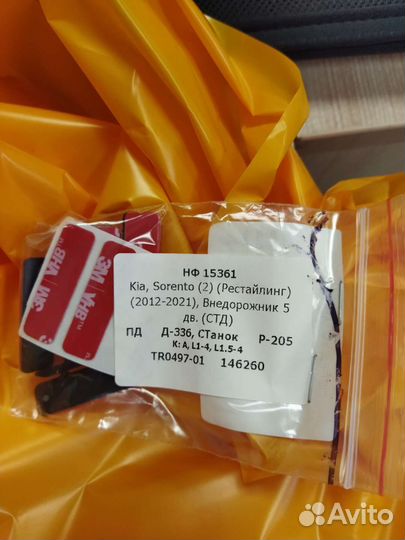 НФ 15361
Kia, Sorento (2) (Рестайлинг)
(2012-2021), Внедорожник 5
дв. (СТД)
ПД Д-336, СТанок Р-205
К: А, L1-4, L1.5-4
TR0497-01 146260
3M VHB™
3M VHB
Avito